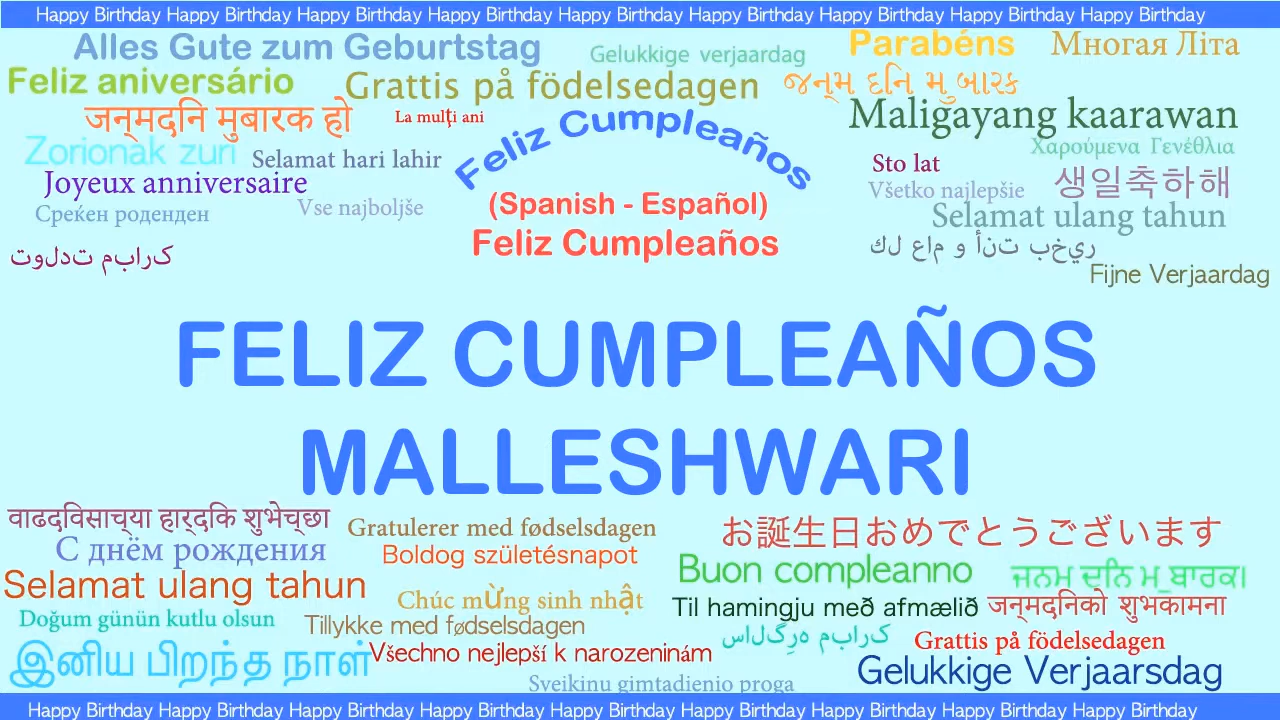 Happy Birthday Happy Birthday Happy Birthday Happy Birthday Happy Birthday Happy Birthday Happy Birthday Happy Birthday Happy Birthday
Alles Gute zum Geburtstag
Gelukkige verjaardag
Parabéns
Многая Літа
Feliz aniversário
Grattis på födelsedagen
જન્મ દિન મુબારક
जन्मदिन मुबारक हो
La mulţi ani
Feliz Cumpleaños
Maligayang kaarawan
Zorionak zuri
Selamat hari lahir
Sto lat
Χαρούμενα Γενέθλια
Joyeux anniversaire
(Spanish - Español)
Všetko najlepšie
생일축하해
Среќен роденден
Vse najboljše
Feliz Cumpleaños
Selamat ulang tahun
تولدت مبارک
كل عام و أنت بخير
Fijne Verjaardag
FELIZ CUMPLEAÑOS
MALLESHWARI
वाढदिवसाच्या हार्दिक शुभेच्छा
Gratulerer med fødselsdagen
お誕生日おめでとうございます
С днём рождения
Boldog születésnapot
Buon compleanno
ਜਨਮ ਦਿਨ ਮੁਬਾਰਕ।
Selamat ulang tahun
Chúc mừng sinh nhật
Til hamingju með afmælið
जन्मदिनको शुभकामना
Doğum günün kutlu olsun
Tillykke med fødselsdagen
سالگرہ مبارک
Grattis på födelsedagen
இனிய பிறந்த நாள்
Všechno nejlepší k narozeninám
Gelukkige Verjaarsdag
Sveikinu gimtadienio proga
Happy Birthday Happy Birthday Happy Birthday Happy Birthday Happy Birthday Happy Birthday Happy Birthday Happy Birthday Happy Birthday